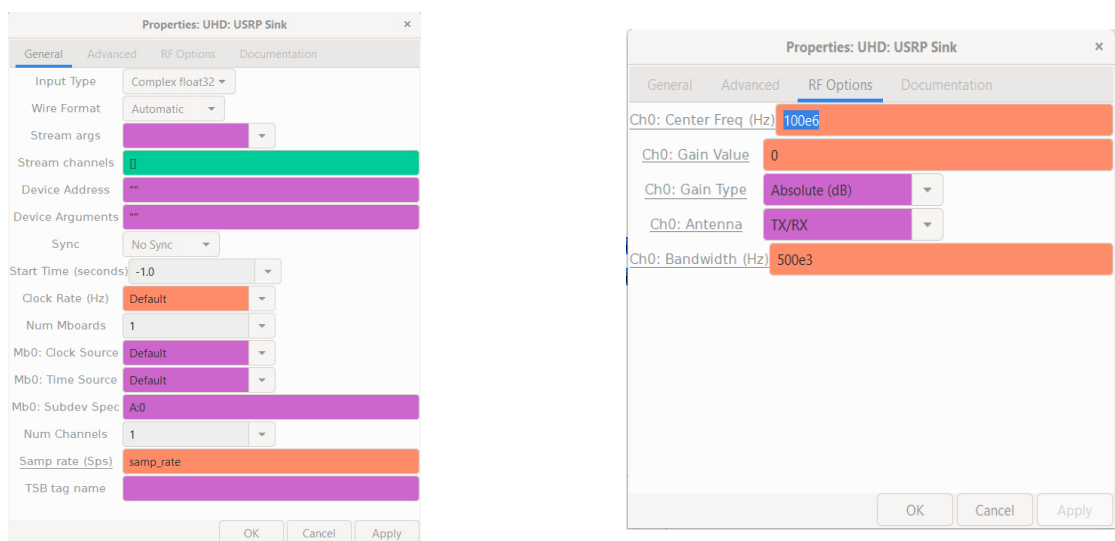 Properties: UHD: USRP Sink ×
General Advanced RF Options Documentation
Input Type Complex float32
Wire Format Automatic
Stream args
Stream channels []
Device Address ""
Device Arguments ""
Sync No Sync
Start Time (seconds) -1.0
Clock Rate (Hz) Default
Num Mboards 1
Mb0: Clock Source Default
Mb0: Time Source Default
Mb0: Subdev Spec A:0
Num Channels 1
Samp rate (Sps) samp_rate
TSB tag name
OK Cancel Apply
Properties: UHD: USRP Sink ×
General Advanced RF Options Documentation
Ch0: Center Freq (Hz) 100e6
Ch0: Gain Value 0
Ch0: Gain Type Absolute (dB)
Ch0: Antenna TX/RX
Ch0: Bandwidth (Hz) 500e3
OK Cancel Apply